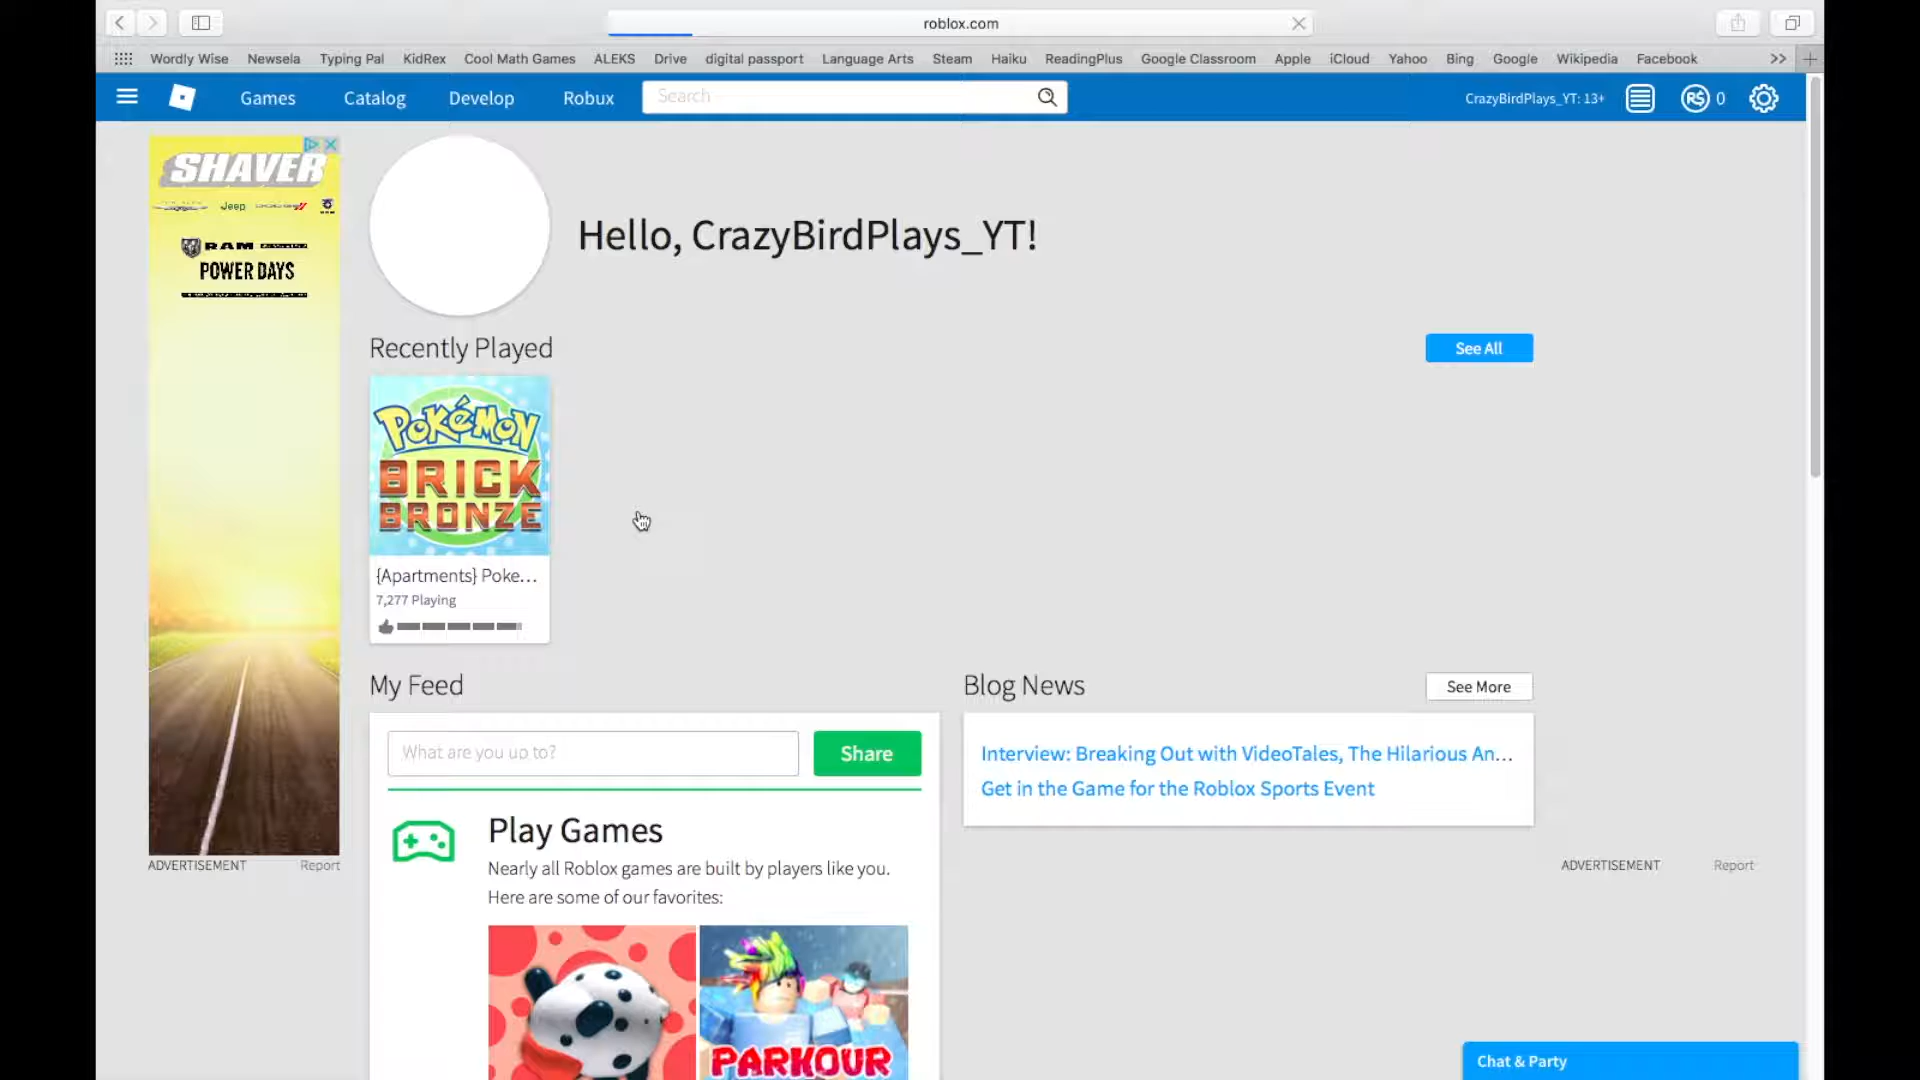 roblox.com
Wordly Wise Newsela Typing Pal KidRex Cool Math Games ALEKS Drive digital passport Language Arts Steam Haiku ReadingPlus Google Classroom Apple iCloud Yahoo Bing Google Wikipedia Facebook
Games Catalog Develop Robux Search CrazyBirdPlays_YT: 13+ R$ 0
SHAVER
Jeep
RAM
POWER DAYS
Hello, CrazyBirdPlays_YT!
Recently Played See All
POKéMON
BRICK
BRONZE
{Apartments} Poke...
7,277 Playing
My Feed
What are you up to? Share
Play Games
Nearly all Roblox games are built by players like you.
Here are some of our favorites:
PARKOUR
Blog News See More
Interview: Breaking Out with VideoTales, The Hilarious An...
Get in the Game for the Roblox Sports Event
ADVERTISEMENT Report
ADVERTISEMENT Report
Chat & Party